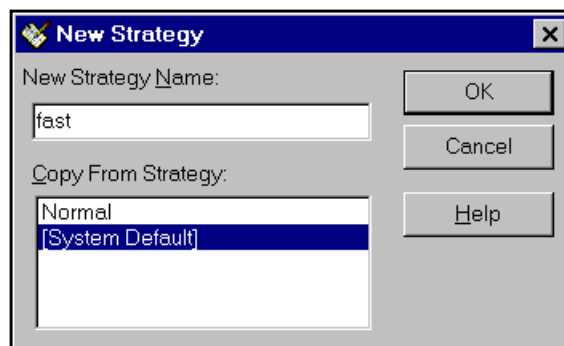 New Strategy
New Strategy Name:
fast
Copy From Strategy:
Normal
[System Default]
OK
Cancel
Help